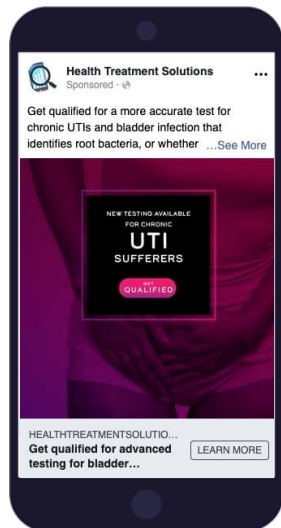 Health Treatment Solutions
Sponsored ·
Get qualified for a more accurate test for
chronic UTIs and bladder infection that
identifies root bacteria, or whether ...See More
NEW TESTING AVAILABLE
FOR CHRONIC
UTI
SUFFERERS
GET
QUALIFIED
HEALTHTREATMENTSOLUTIO...
Get qualified for advanced
testing for bladder...
LEARN MORE